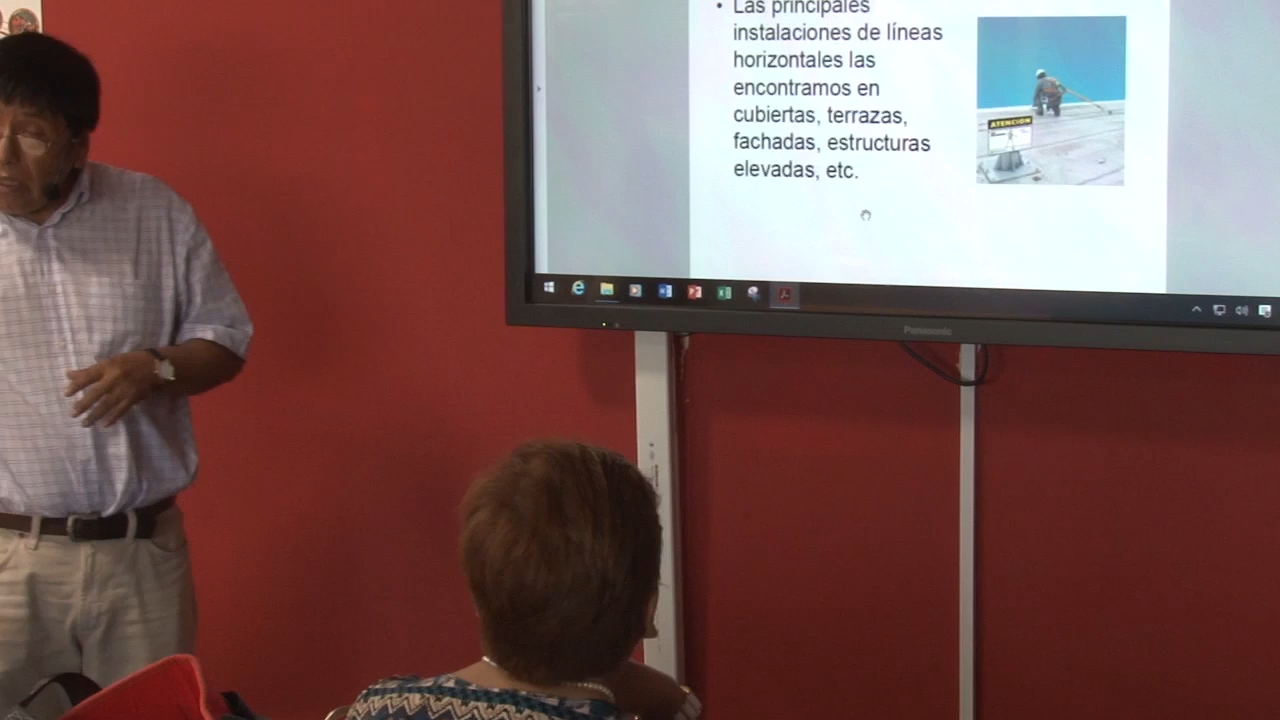 • Las principales
instalaciones de líneas
horizontales las
encontramos en
cubiertas, terrazas,
fachadas, estructuras
elevadas, etc.
ATENCION
Panasonic